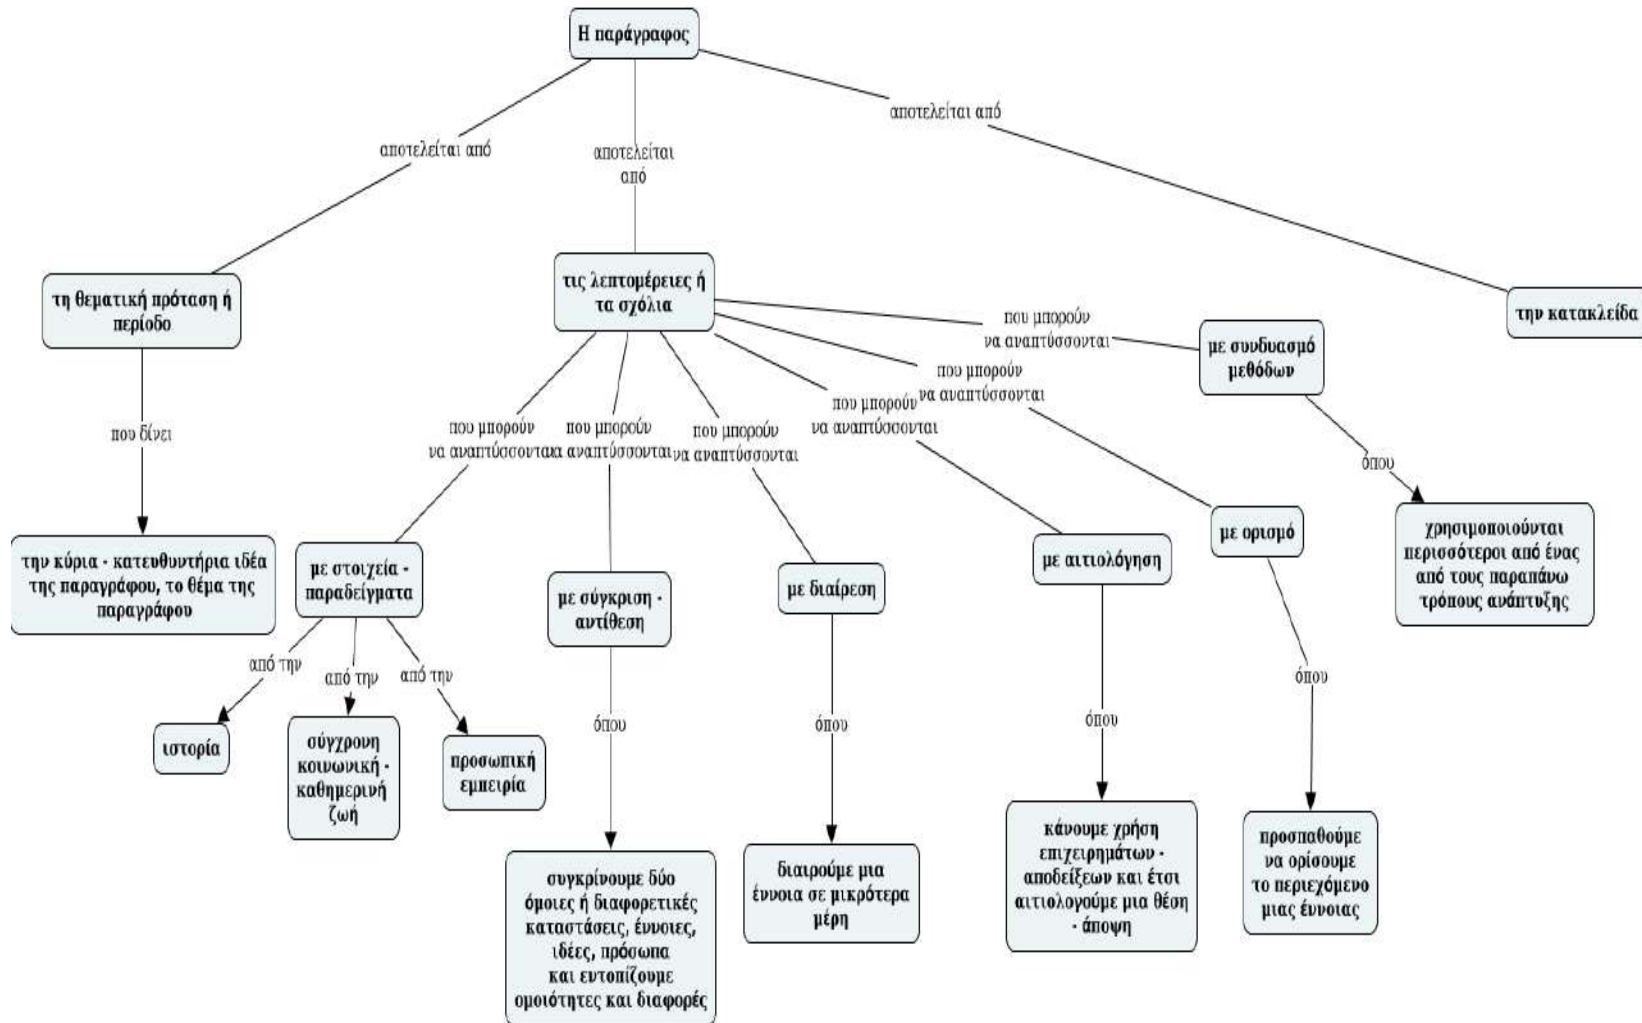 Η παράγραφος
αποτελείται από
αποτελείται από
αποτελείται
από
τη θεματική πρόταση ή
περίοδο
τις λεπτομέρειες ή
τα σχόλια
την κατακλείδα
που μπορούν
να αναπτύσσονται
με συνδυασμό
μεθόδων
που μπορούν
να αναπτύσσονται
που μπορούν
να αναπτύσσονται
που μπορούν
να αναπτύσσονται
που μπορούν
να αναπτύσσονται
που μπορούν
να αναπτύσσονται
που δίνει
όπου
την κύρια - κατευθυντήρια ιδέα
της παραγράφου, το θέμα της
παραγράφου
με στοιχεία -
παραδείγματα
με σύγκριση -
αντίθεση
με διαίρεση
με αιτιολόγηση
με ορισμό
χρησιμοποιούνται
περισσότεροι από ένας
από τους παραπάνω
τρόπους ανάπτυξης
από την
από την
από την
όπου
όπου
όπου
όπου
ιστορία
σύγχρονη
κοινωνική -
καθημερινή
ζωή
προσωπική
εμπειρία
συγκρίνουμε δύο
όμοιες ή διαφορετικές
καταστάσεις, έννοιες,
ιδέες, πρόσωπα
και εντοπίζουμε
ομοιότητες και διαφορές
διαιρούμε μια
έννοια σε μικρότερα
μέρη
κάνουμε χρήση
επιχειρημάτων -
αποδείξεων και έτσι
αιτιολογούμε μια θέση
- άποψη
προσπαθούμε
να ορίσουμε
το περιεχόμενο
μιας έννοιας